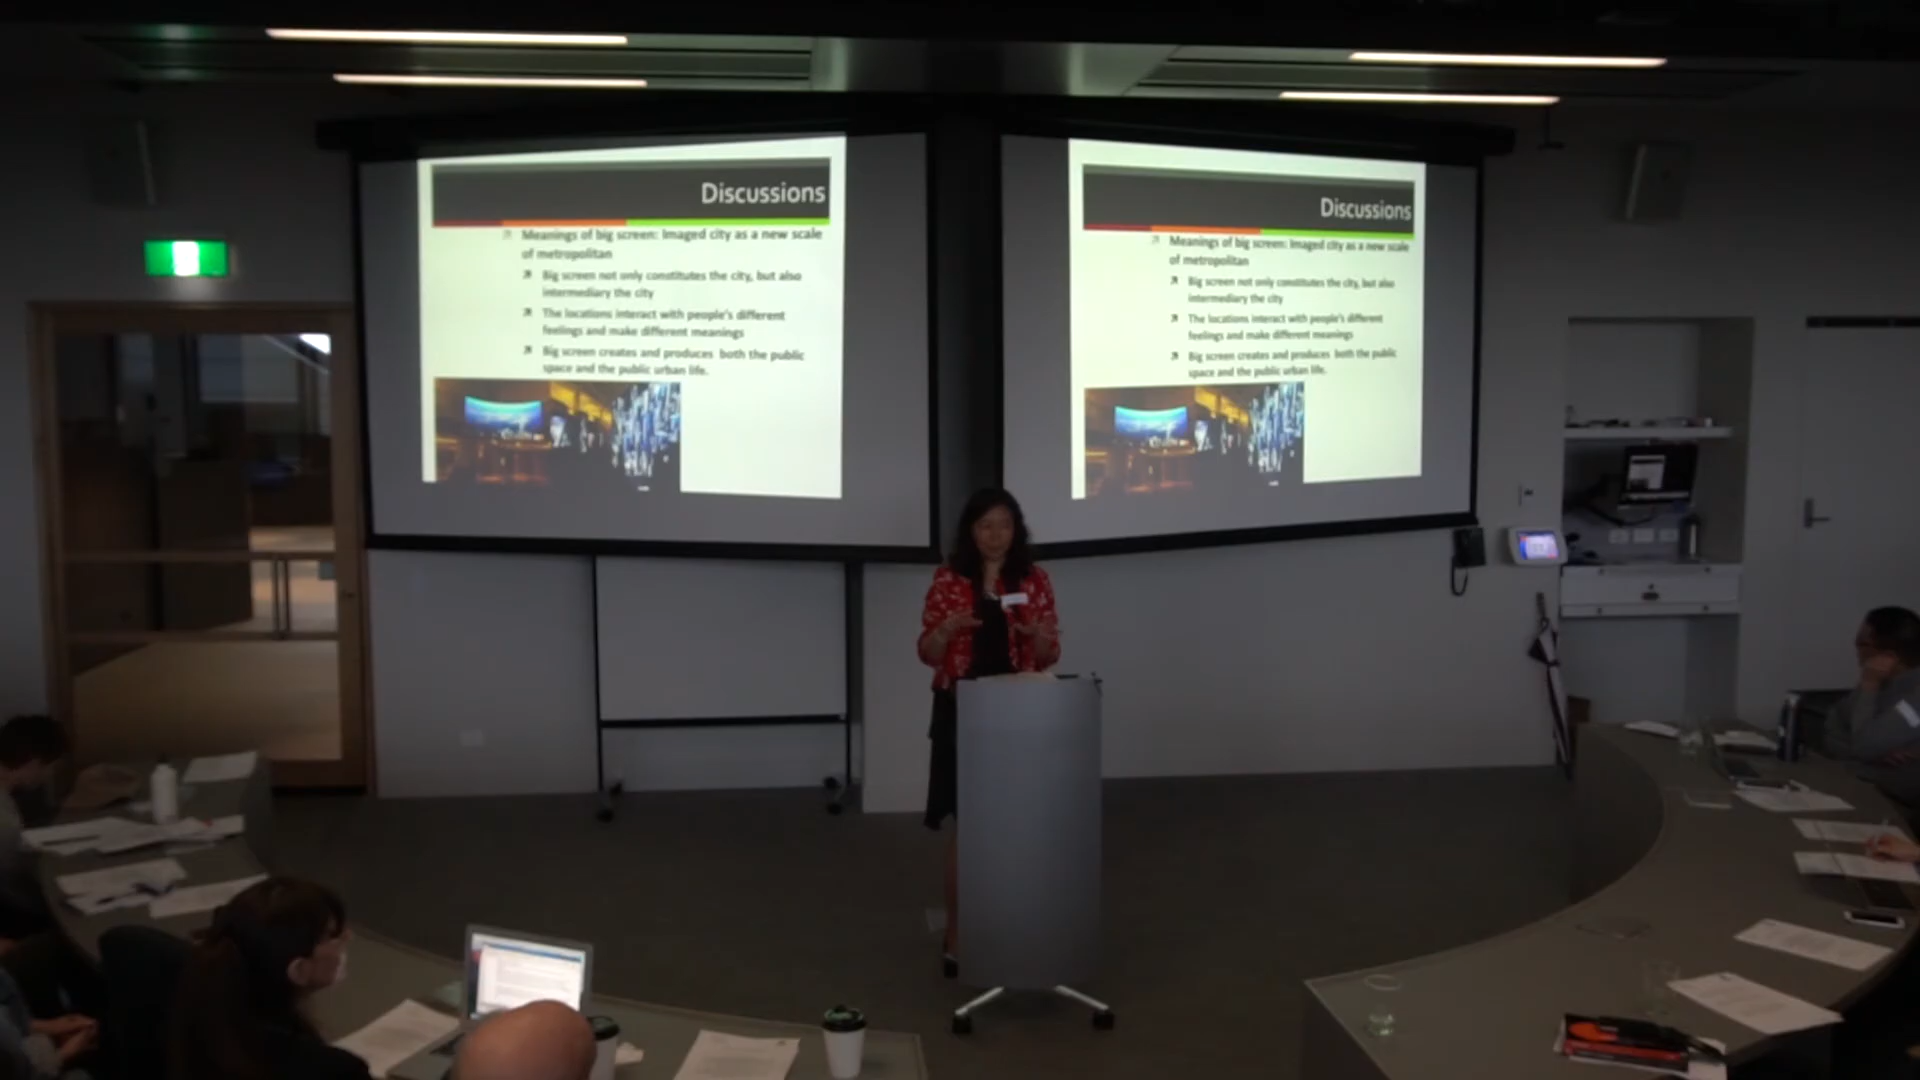 Discussions
Meanings of big screen: Imaged city as a new scale
of metropolitan
Big screen not only constitutes the city, but also
intermediary the city
The locations interact with people's different
feelings and make different meanings
Big screen creates and produces both the public
space and the public urban life.
Discussions
Meanings of big screen: Imaged city as a new scale
of metropolitan
Big screen not only constitutes the city, but also
intermediary the city
The locations interact with people's different
feelings and make different meanings
Big screen creates and produces both the public
space and the public urban life.